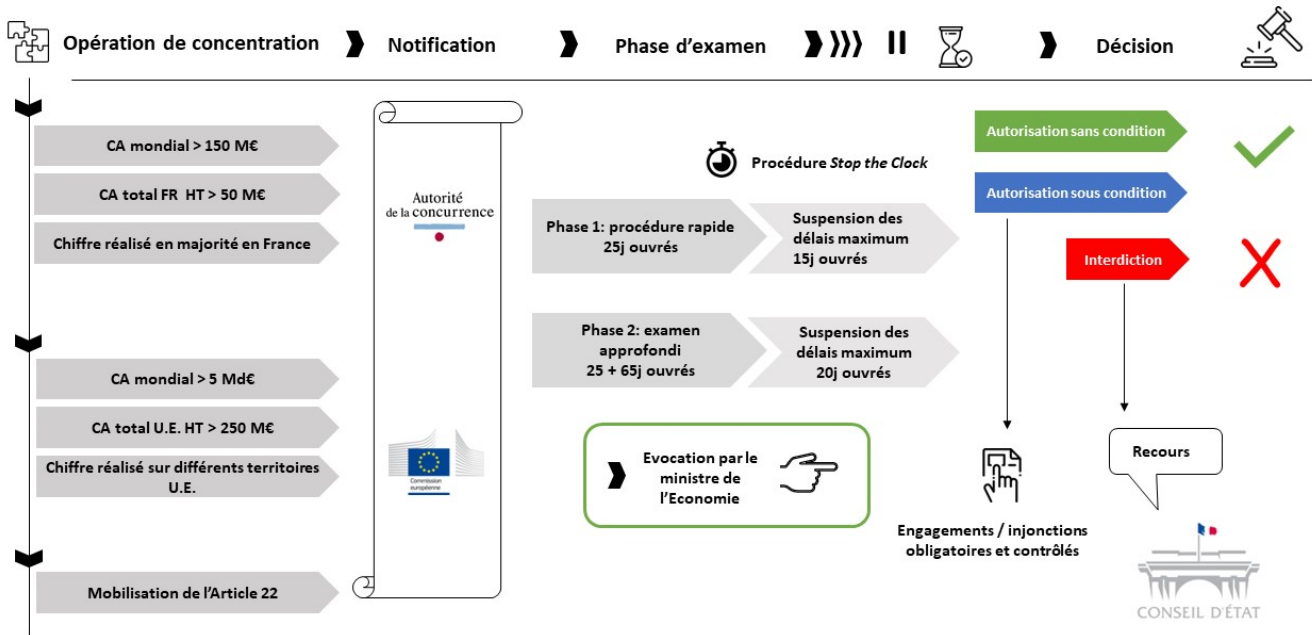 Opération de concentration
Notification
Phase d’examen
Décision
CA mondial > 150 M€
CA total FR HT > 50 M€
Chiffre réalisé en majorité en France
CA mondial > 5 Md€
CA total U.E. HT > 250 M€
Chiffre réalisé sur différents territoires
U.E.
Mobilisation de l’Article 22
Autorité
de la concurrence
Commission
européenne
Procédure Stop the Clock
Phase 1: procédure rapide
25j ouvrés
Suspension des
délais maximum
15j ouvrés
Phase 2: examen
approfondi
25 + 65j ouvrés
Suspension des
délais maximum
20j ouvrés
Evocation par le
ministre de
l’Economie
Autorisation sans condition
Autorisation sous condition
Interdiction
Engagements / injonctions
obligatoires et contrôlés
Recours
CONSEIL D'ÉTAT